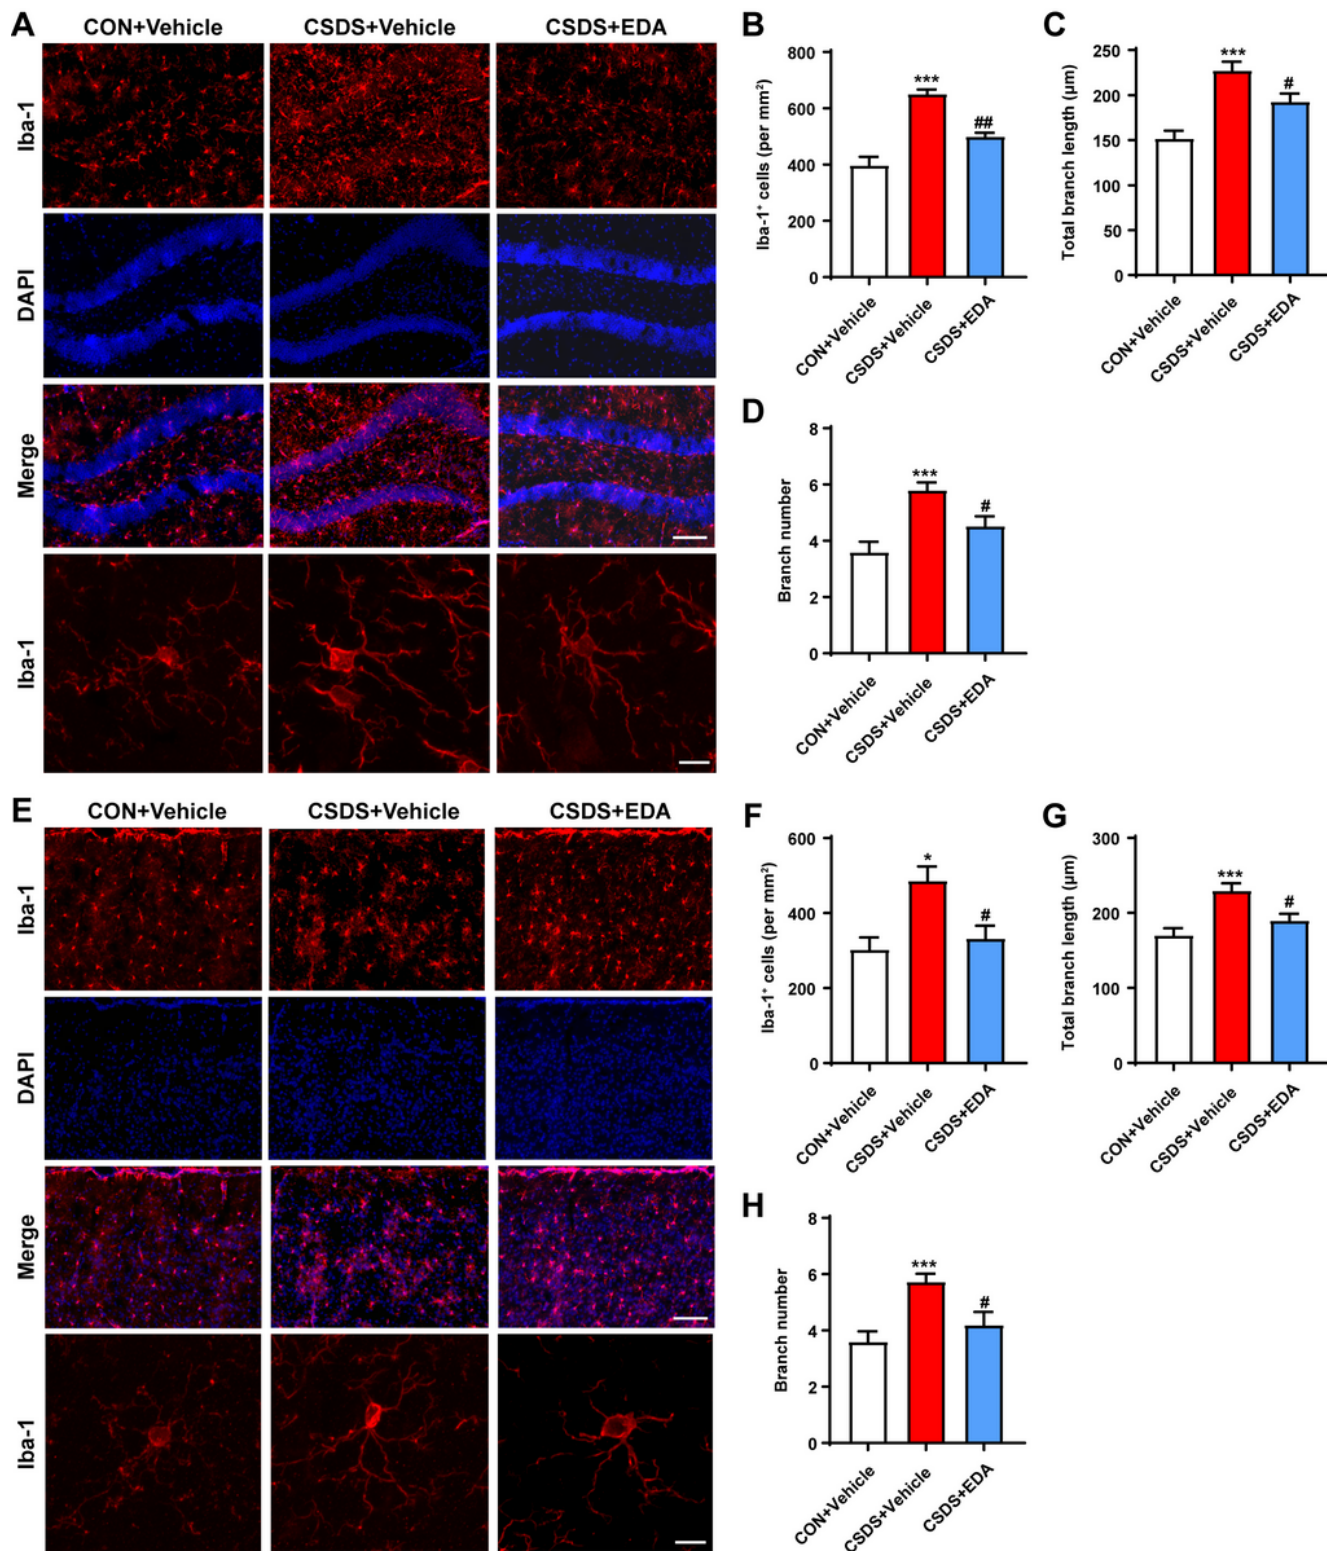 A
CON+Vehicle CSDS+Vehicle CSDS+EDA
Iba-1
DAPI
Merge
Iba-1
B
Iba-1⁺ cells (per mm²)
800
600
400
200
0
***
##
CON+Vehicle
CSDS+Vehicle
CSDS+EDA
C
Total branch length (μm)
250
200
150
100
50
0
***
#
CON+Vehicle
CSDS+Vehicle
CSDS+EDA
D
Branch number
8
6
4
2
0
***
#
CON+Vehicle
CSDS+Vehicle
CSDS+EDA
E
CON+Vehicle CSDS+Vehicle CSDS+EDA
Iba-1
DAPI
Merge
Iba-1
F
Iba-1⁺ cells (per mm²)
600
400
200
0
*
#
CON+Vehicle
CSDS+Vehicle
CSDS+EDA
G
Total branch length (μm)
300
200
100
0
***
#
CON+Vehicle
CSDS+Vehicle
CSDS+EDA
H
Branch number
8
6
4
2
0
***
#
CON+Vehicle
CSDS+Vehicle
CSDS+EDA